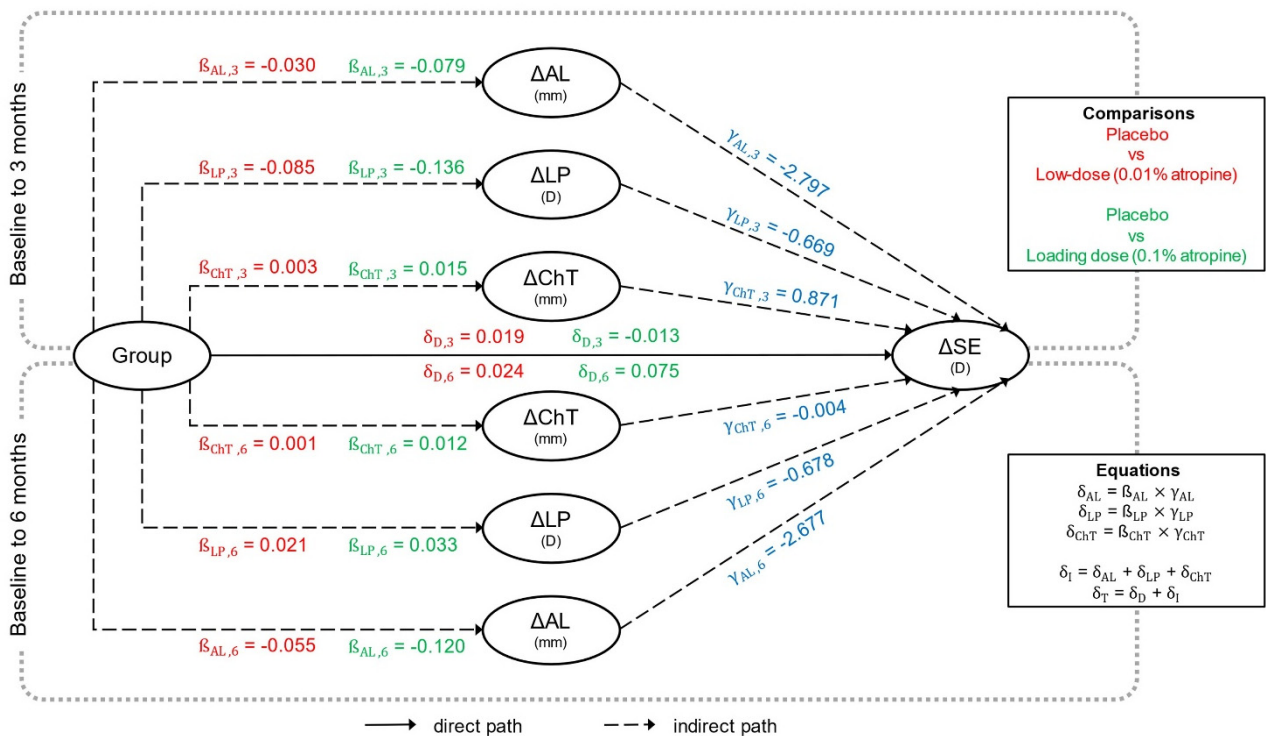 Baseline to 3 months
ß_AL,3 = -0.030 ß_AL,3 = -0.079
ΔAL
(mm)
γ_AL,3 = -2.797
ß_LP,3 = -0.085 ß_LP,3 = -0.136
ΔLP
(D)
γ_LP,3 = -0.669
ß_ChT,3 = 0.003 ß_ChT,3 = 0.015
ΔChT
(mm)
γ_ChT,3 = 0.871
Group
δ_D,3 = 0.019 δ_D,3 = -0.013
δ_D,6 = 0.024 δ_D,6 = 0.075
ΔSE
(D)
Baseline to 6 months
ß_ChT,6 = 0.001 ß_ChT,6 = 0.012
ΔChT
(mm)
γ_ChT,6 = -0.004
ß_LP,6 = 0.021 ß_LP,6 = 0.033
ΔLP
(D)
γ_LP,6 = -0.678
ß_AL,6 = -0.055 ß_AL,6 = -0.120
ΔAL
(mm)
γ_AL,6 = -2.677
Comparisons
Placebo
vs
Low-dose (0.01% atropine)
Placebo
vs
Loading dose (0.1% atropine)
Equations
δ_AL = ß_AL × γ_AL
δ_LP = ß_LP × γ_LP
δ_ChT = ß_ChT × γ_ChT
δ_I = δ_AL + δ_LP + δ_ChT
δ_T = δ_D + δ_I
direct path indirect path